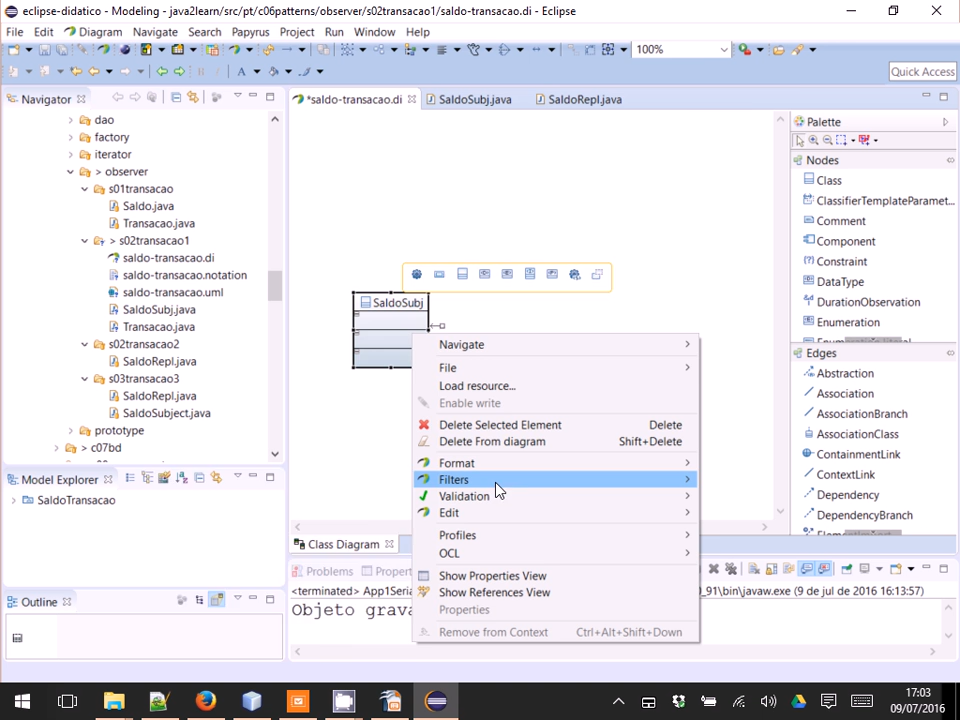 eclipse-didatico - Modeling - java2learn/src/pt/c06patterns/observer/s02transacao1/saldo-transacao.di - Eclipse
File Edit Diagram Navigate Search Papyrus Project Run Window Help
100%
Quick Access
Navigator
*saldo-transacao.di
SaldoSubj.java
SaldoRepl.java
dao
factory
iterator
> observer
s01transacao
Saldo.java
Transacao.java
> s02transacao1
saldo-transacao.di
saldo-transacao.notation
saldo-transacao.uml
SaldoSubj.java
Transacao.java
s02transacao2
SaldoRepl.java
s03transacao3
SaldoRepl.java
SaldoSubject.java
prototype
> c07bd
Model Explorer
SaldoTransacao
Outline
SaldoSubj
Navigate
File
Load resource...
Enable write
Delete Selected Element Delete
Delete From diagram Shift+Delete
Format
Filters
Validation
Edit
Profiles
OCL
Show Properties View
Show References View
Properties
Remove from Context Ctrl+Alt+Shift+Down
Palette
Nodes
Class
ClassifierTemplateParamet...
Comment
Component
Constraint
DataType
DurationObservation
Enumeration
Edges
Abstraction
Association
AssociationBranch
AssociationClass
ContainmentLink
ContextLink
Dependency
DependencyBranch
Class Diagram
Problems
Propert
<terminated> App1Seria
0_91\bin\javaw.exe (9 de jul de 2016 16:13:57)
Objeto grava
17:03
09/07/2016